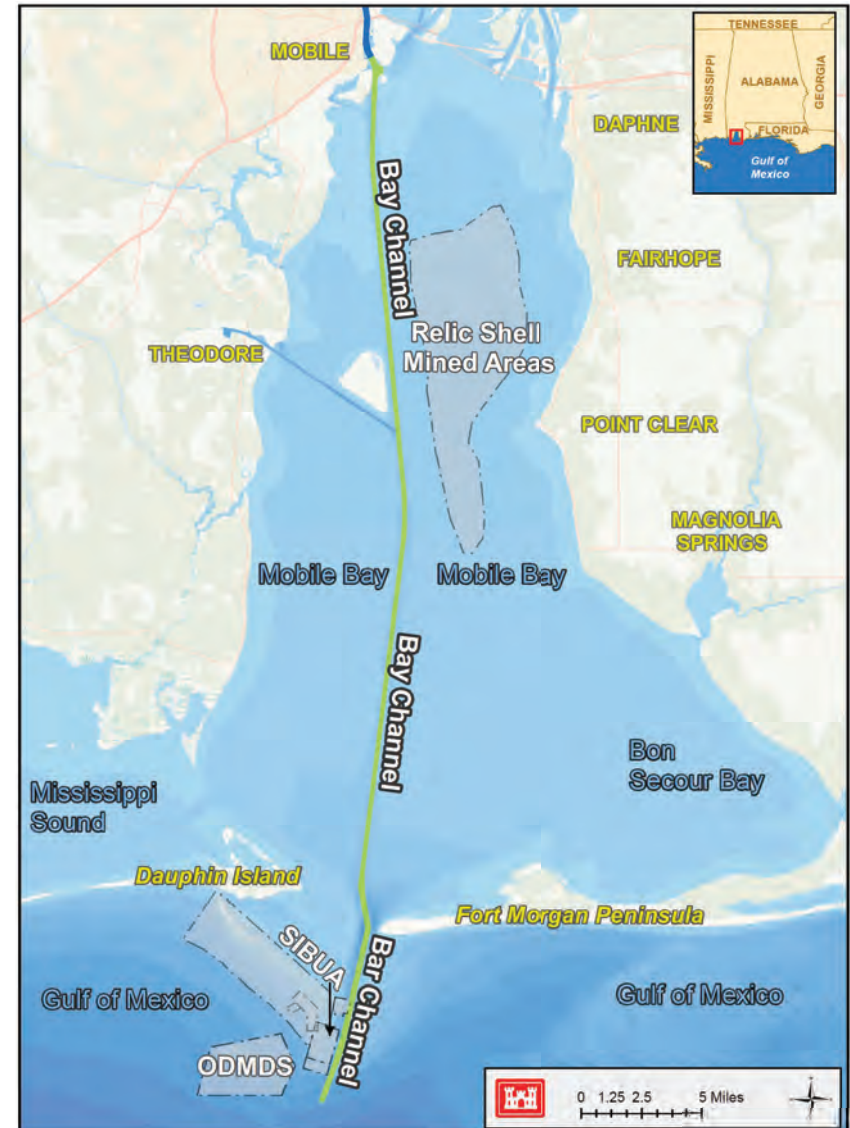 TENNESSEE
MISSISSIPPI
ALABAMA
GEORGIA
FLORIDA
Gulf of
Mexico
MOBILE
DAPHNE
Bay Channel
FAIRHOPE
Relic Shell
Mined Areas
THEODORE
POINT CLEAR
MAGNOLIA
SPRINGS
Mobile Bay
Mobile Bay
Bay Channel
Bon
Secour Bay
Mississippi
Sound
Dauphin Island
Fort Morgan Peninsula
SIBUA
Bar Channel
Gulf of Mexico
Gulf of Mexico
ODMDS
0 1.25 2.5 5 Miles